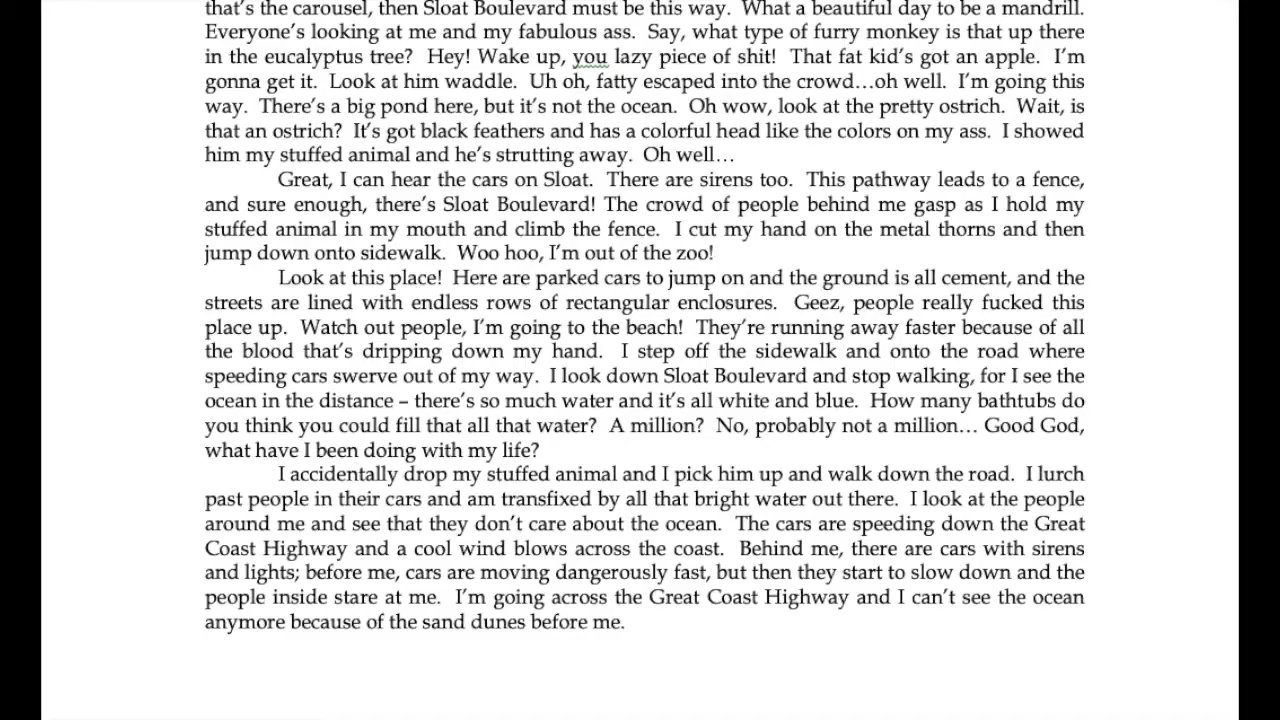 that's the carousel, then Sloat Boulevard must be this way.  What a beautiful day to be a mandrill.
Everyone's looking at me and my fabulous ass.  Say, what type of furry monkey is that up there
in the eucalyptus tree?  Hey! Wake up, you lazy piece of shit!  That fat kid's got an apple.  I'm
gonna get it.  Look at him waddle.  Uh oh, fatty escaped into the crowd…oh well.  I'm going this
way.  There's a big pond here, but it's not the ocean.  Oh wow, look at the pretty ostrich.  Wait, is
that an ostrich?  It's got black feathers and has a colorful head like the colors on my ass.  I showed
him my stuffed animal and he's strutting away.  Oh well…
Great, I can hear the cars on Sloat.  There are sirens too.  This pathway leads to a fence,
and sure enough, there's Sloat Boulevard! The crowd of people behind me gasp as I hold my
stuffed animal in my mouth and climb the fence.  I cut my hand on the metal thorns and then
jump down onto sidewalk.  Woo hoo, I'm out of the zoo!
Look at this place!  Here are parked cars to jump on and the ground is all cement, and the
streets are lined with endless rows of rectangular enclosures.  Geez, people really fucked this
place up.  Watch out people, I'm going to the beach!  They're running away faster because of all
the blood that's dripping down my hand.  I step off the sidewalk and onto the road where
speeding cars swerve out of my way.  I look down Sloat Boulevard and stop walking, for I see the
ocean in the distance – there's so much water and it's all white and blue.  How many bathtubs do
you think you could fill that all that water?  A million?  No, probably not a million… Good God,
what have I been doing with my life?
I accidentally drop my stuffed animal and I pick him up and walk down the road.  I lurch
past people in their cars and am transfixed by all that bright water out there.  I look at the people
around me and see that they don't care about the ocean.  The cars are speeding down the Great
Coast Highway and a cool wind blows across the coast.  Behind me, there are cars with sirens
and lights; before me, cars are moving dangerously fast, but then they start to slow down and the
people inside stare at me.  I'm going across the Great Coast Highway and I can't see the ocean
anymore because of the sand dunes before me.